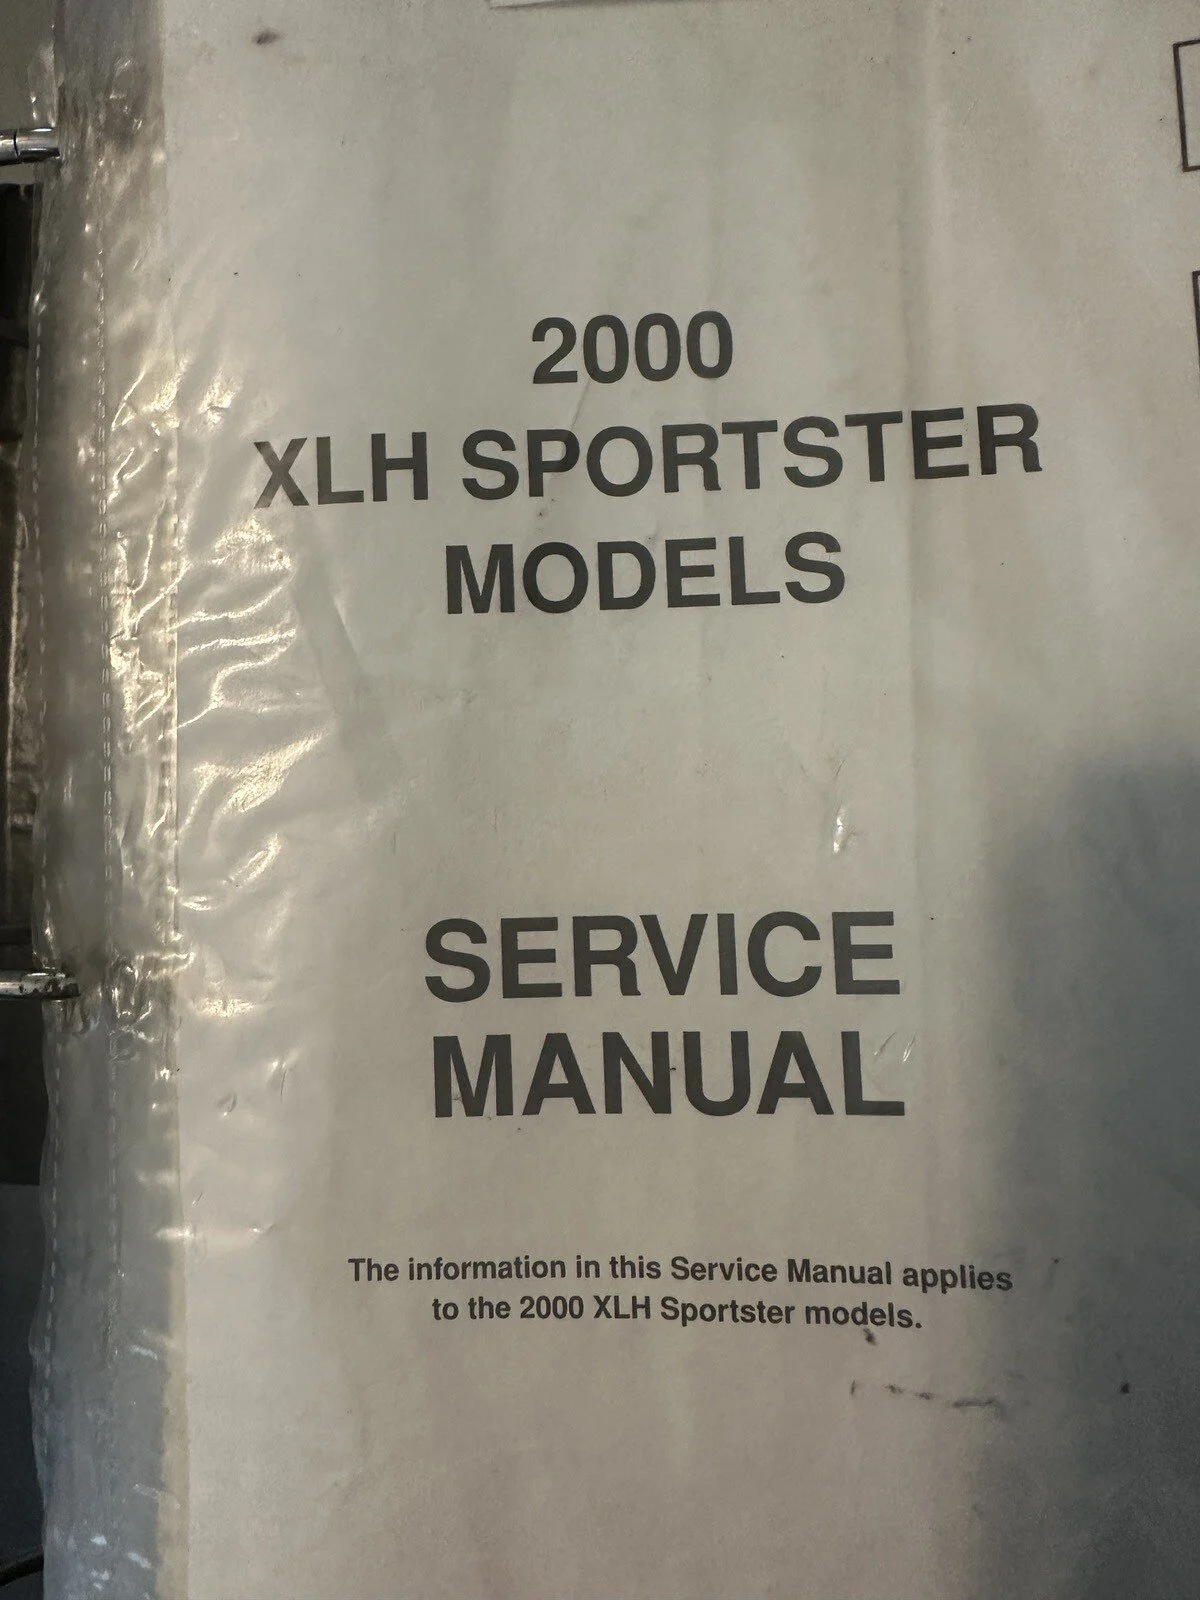 2000
XLH SPORTSTER
MODELS
SERVICE
MANUAL
The information in this Service Manual applies
to the 2000 XLH Sportster models.